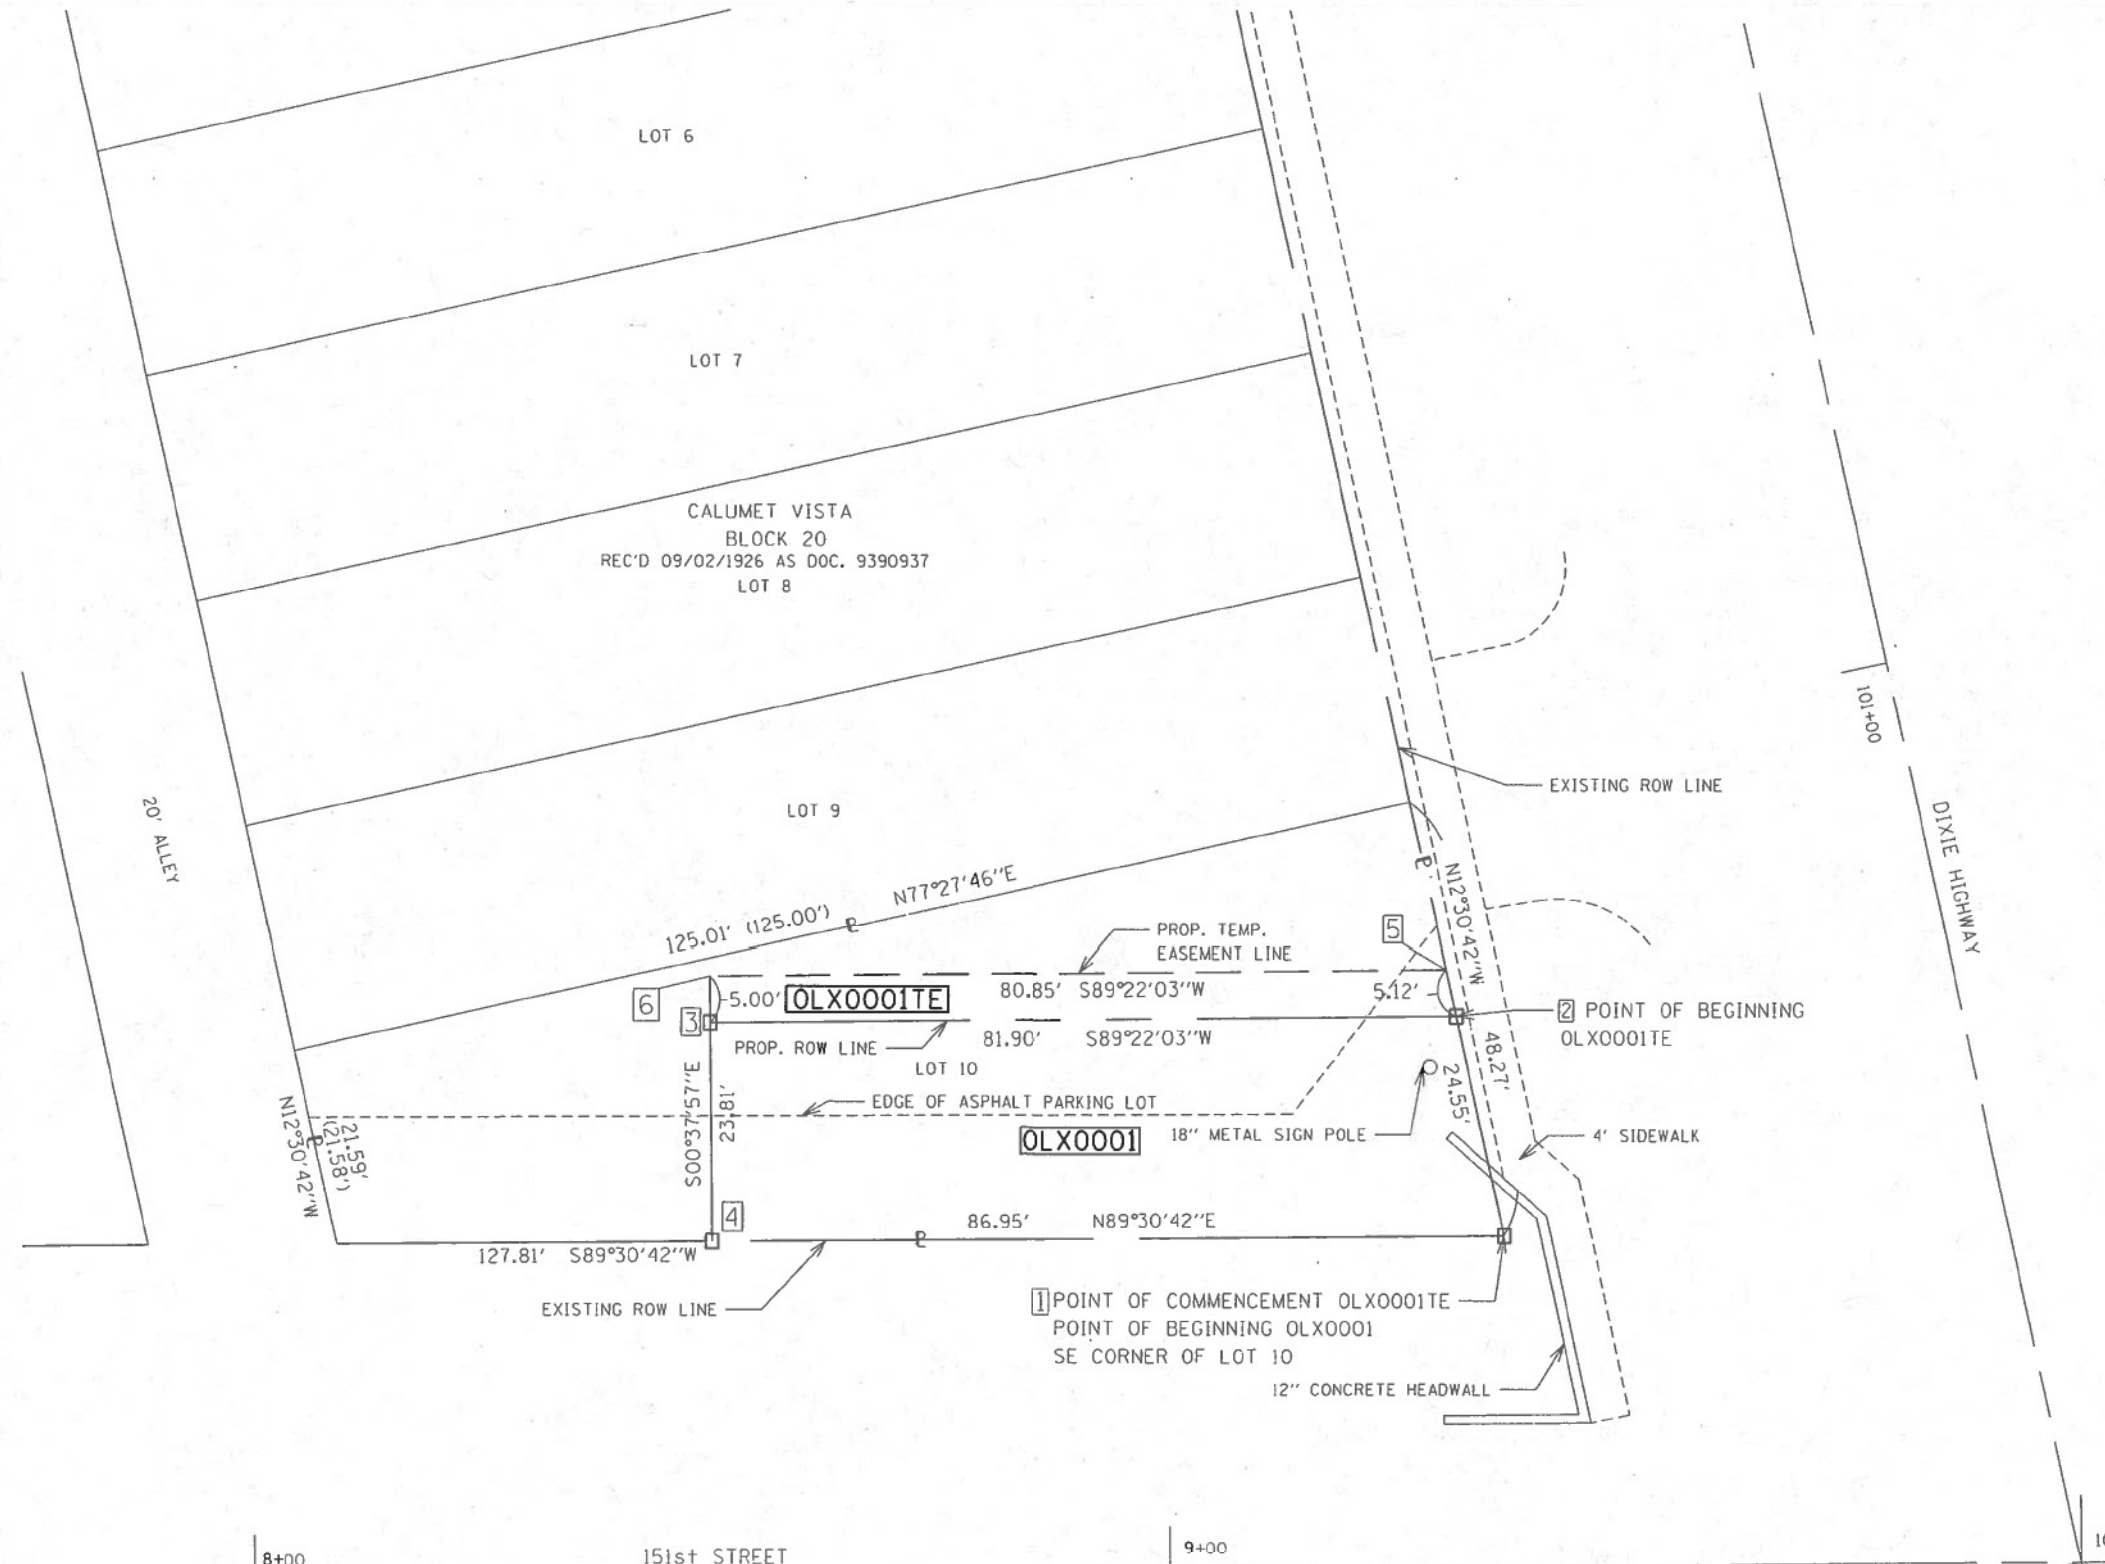 LOT 6
LOT 7
CALUMET VISTA
BLOCK 20
REC'D 09/02/1926 AS DOC. 9390937
LOT 8
101+00
EXISTING ROW LINE
20' ALLEY
LOT 9
DIXIE HIGHWAY
N77°27'46"E
125.01' (125.00')
P
P
N12°30'42"W
48.27'
PROP. TEMP.
EASEMENT LINE
5
6
5.00'
OLX0001TE
80.85' S89°22'03"W
5.12'
3
2 POINT OF BEGINNING
OLX0001TE
PROP. ROW LINE
81.90' S89°22'03"W
LOT 10
24.55'
S00°37'57"E
23.81'
EDGE OF ASPHALT PARKING LOT
OLX0001
18" METAL SIGN POLE
4' SIDEWALK
N12°30'42"W
P
21.59'
(21.58')
4
86.95' N89°30'42"E
P
127.81' S89°30'42"W
EXISTING ROW LINE
1 POINT OF COMMENCEMENT OLX0001TE
POINT OF BEGINNING OLX0001
SE CORNER OF LOT 10
12" CONCRETE HEADWALL
8+00
151st STREET
9+00